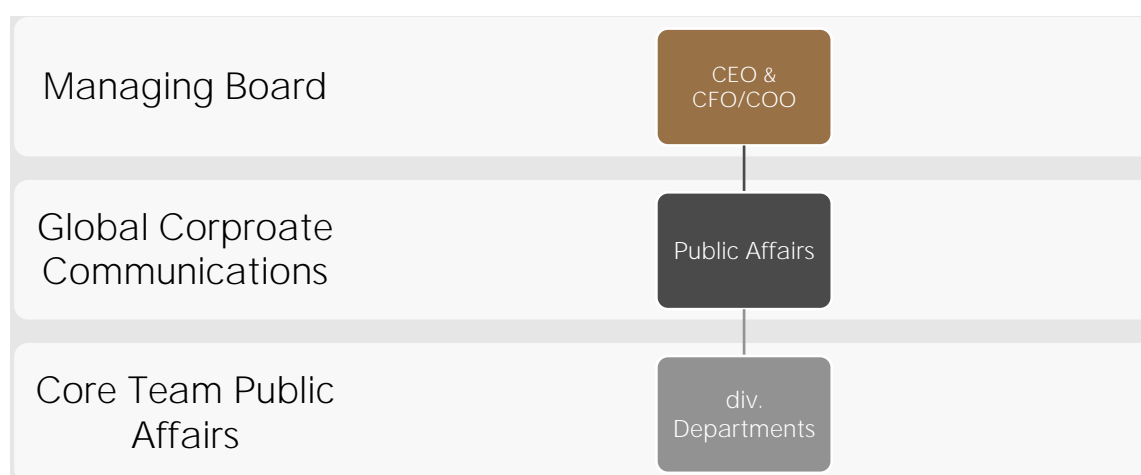 Managing Board
CEO &
CFO/COO
Global Corproate
Communications
Public Affairs
Core Team Public
Affairs
div.
Departments